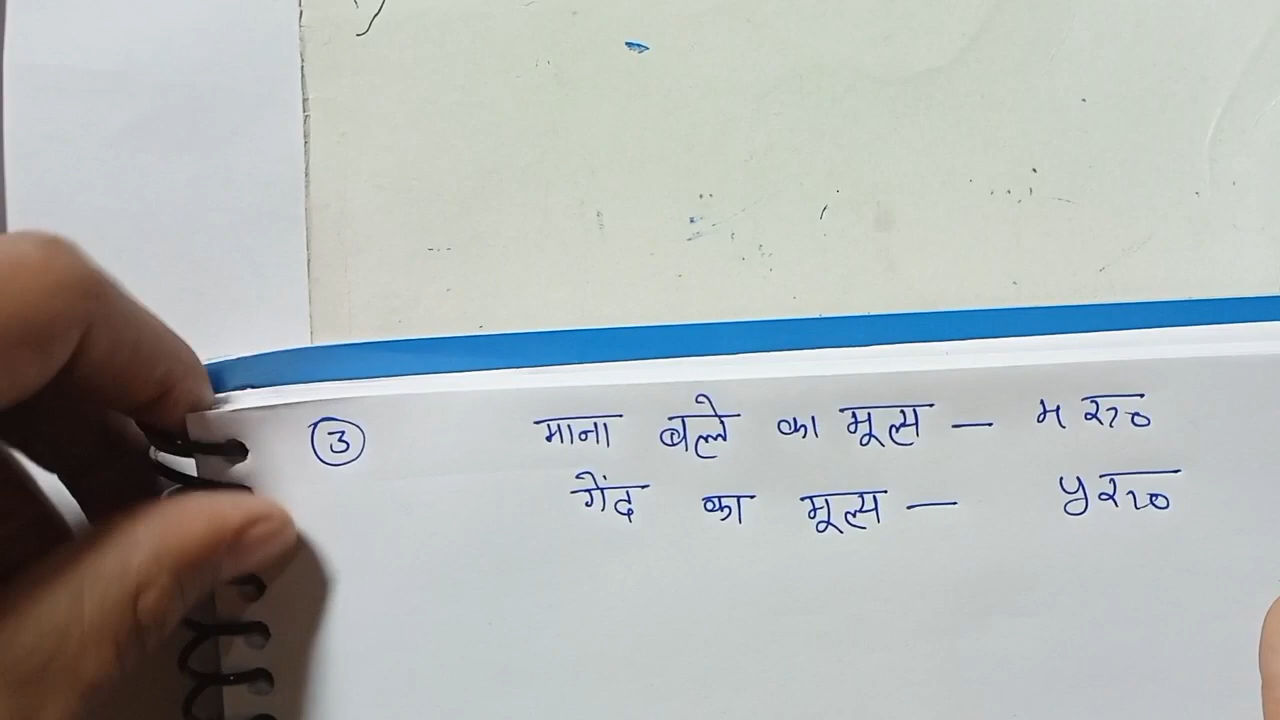 ③ माना बल्ले का मूल्य — x रु०
गेंद का मूल्य — y रु०